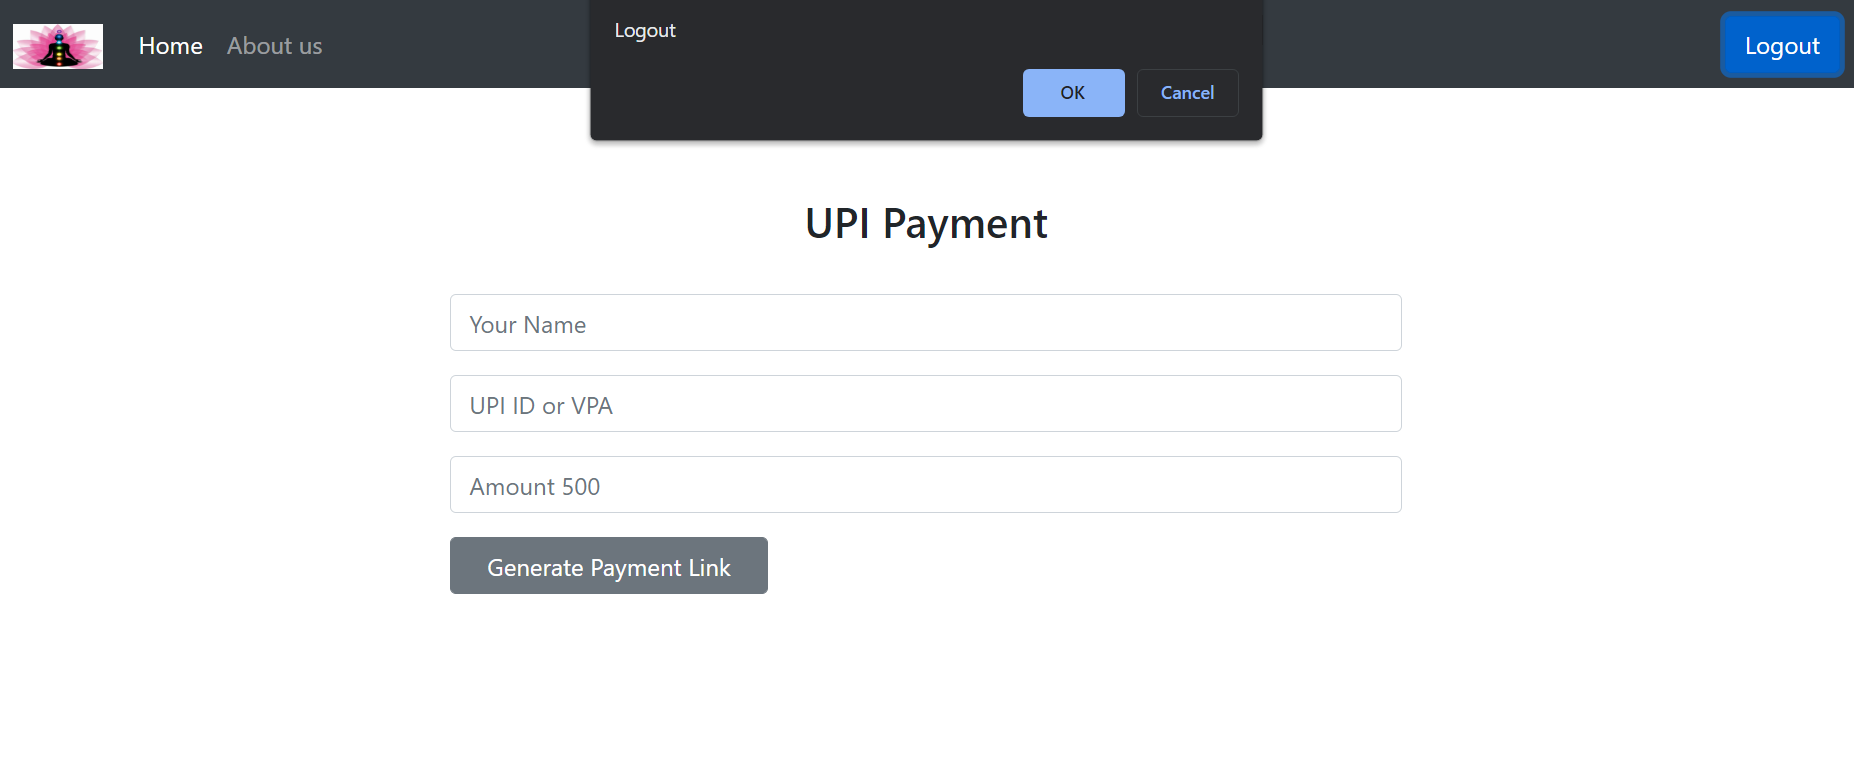 Home About us
Logout
Logout
OK Cancel
UPI Payment
Your Name
UPI ID or VPA
Amount 500
Generate Payment Link